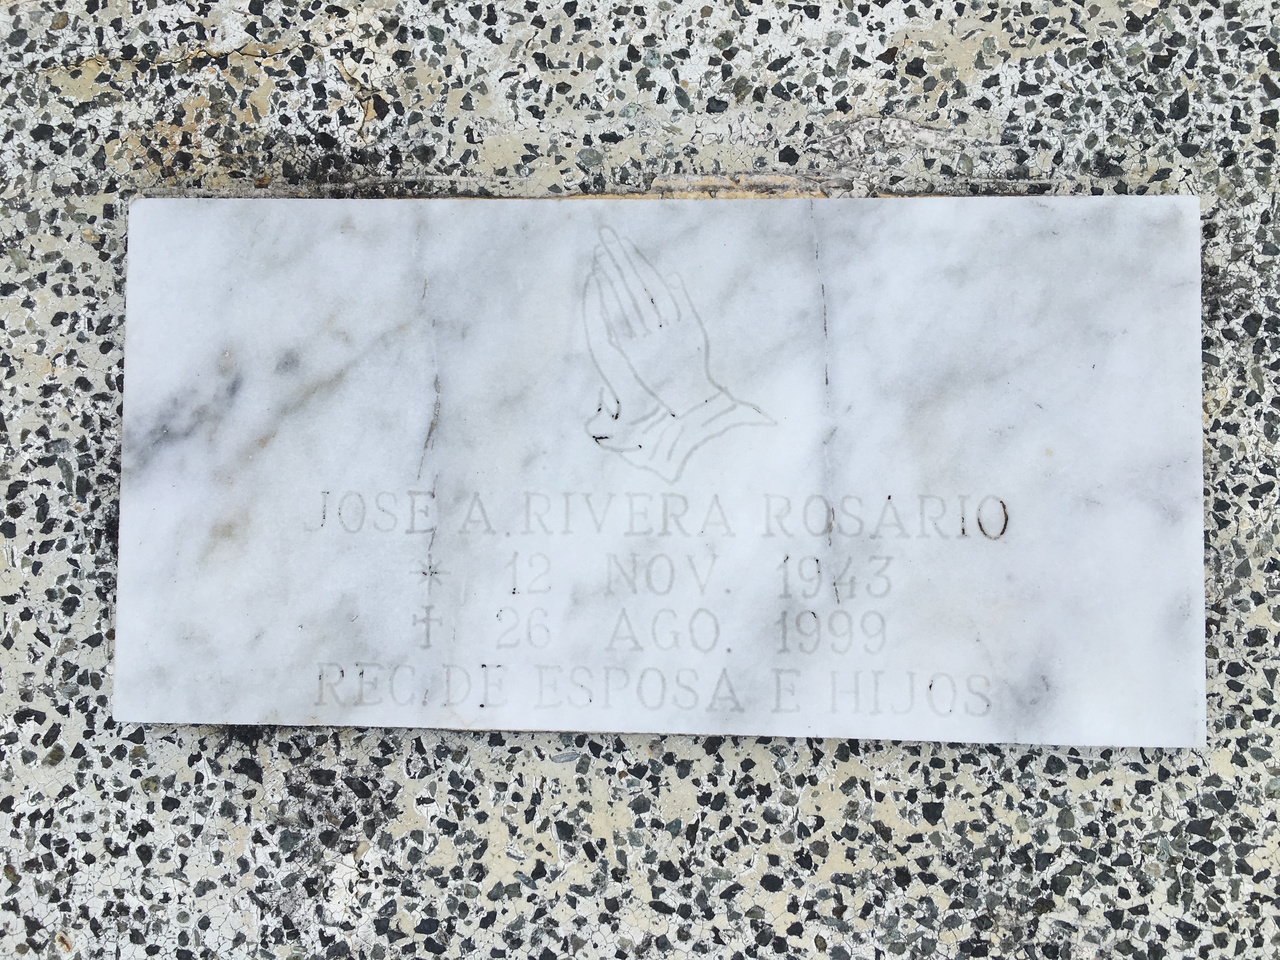 JOSE A. RIVERA ROSARIO
* 12 NOV. 1943
✝ 26 AGO. 1999
REC. DE ESPOSA E HIJOS